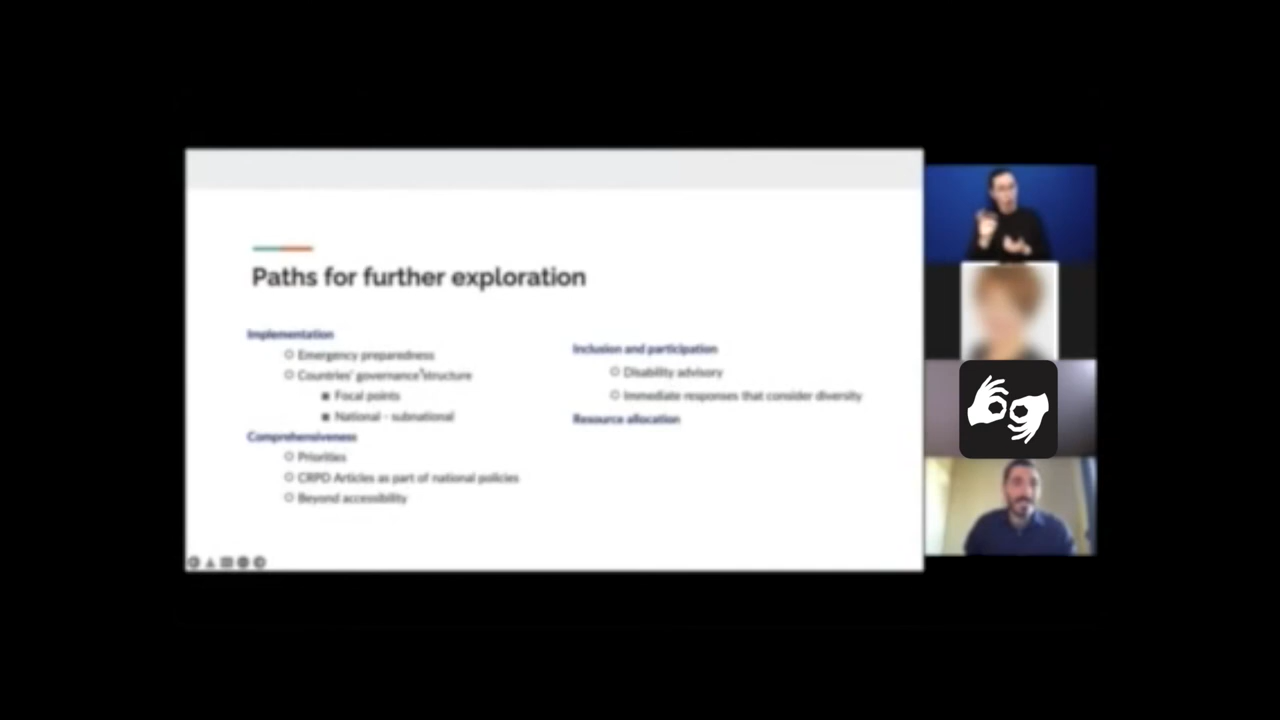 Paths for further exploration
Implementation
Emergency preparedness
Countries' governance structure
Focal points
National - subnational
Comprehensiveness
Priorities
CRPD Articles as part of national policies
Beyond accessibility
Inclusion and participation
Disability advisory
Immediate responses that consider diversity
Resource allocation